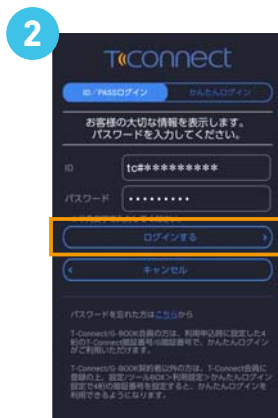 2
T CONNECT
ID/PASSログイン
かんたんログイン
お客様の大切な情報を表示します。
パスワードを入力してください。
ID
tc#*********
パスワード
•••••••••
ログインする
キャンセル
パスワードを忘れた方はこちらから
T-Connect/G-BOOK会員の方は、利用申込時に設定した4
桁のT-Connect暗証番号/G暗証番号で、かんたんログイン
がご利用いただけます。
T-Connect/G-BOOK契約者以外の方は、T-Connect会員に
登録の上、設定/ツールBOX>利用設定>かんたんログイン
設定で4桁の暗証番号を設定すると、かんたんログインを
利用できるようになります。